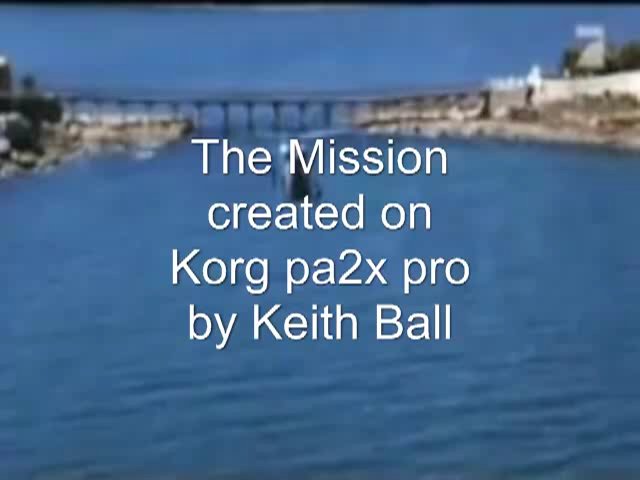 The Mission
created on
Korg pa2x pro
by Keith Ball